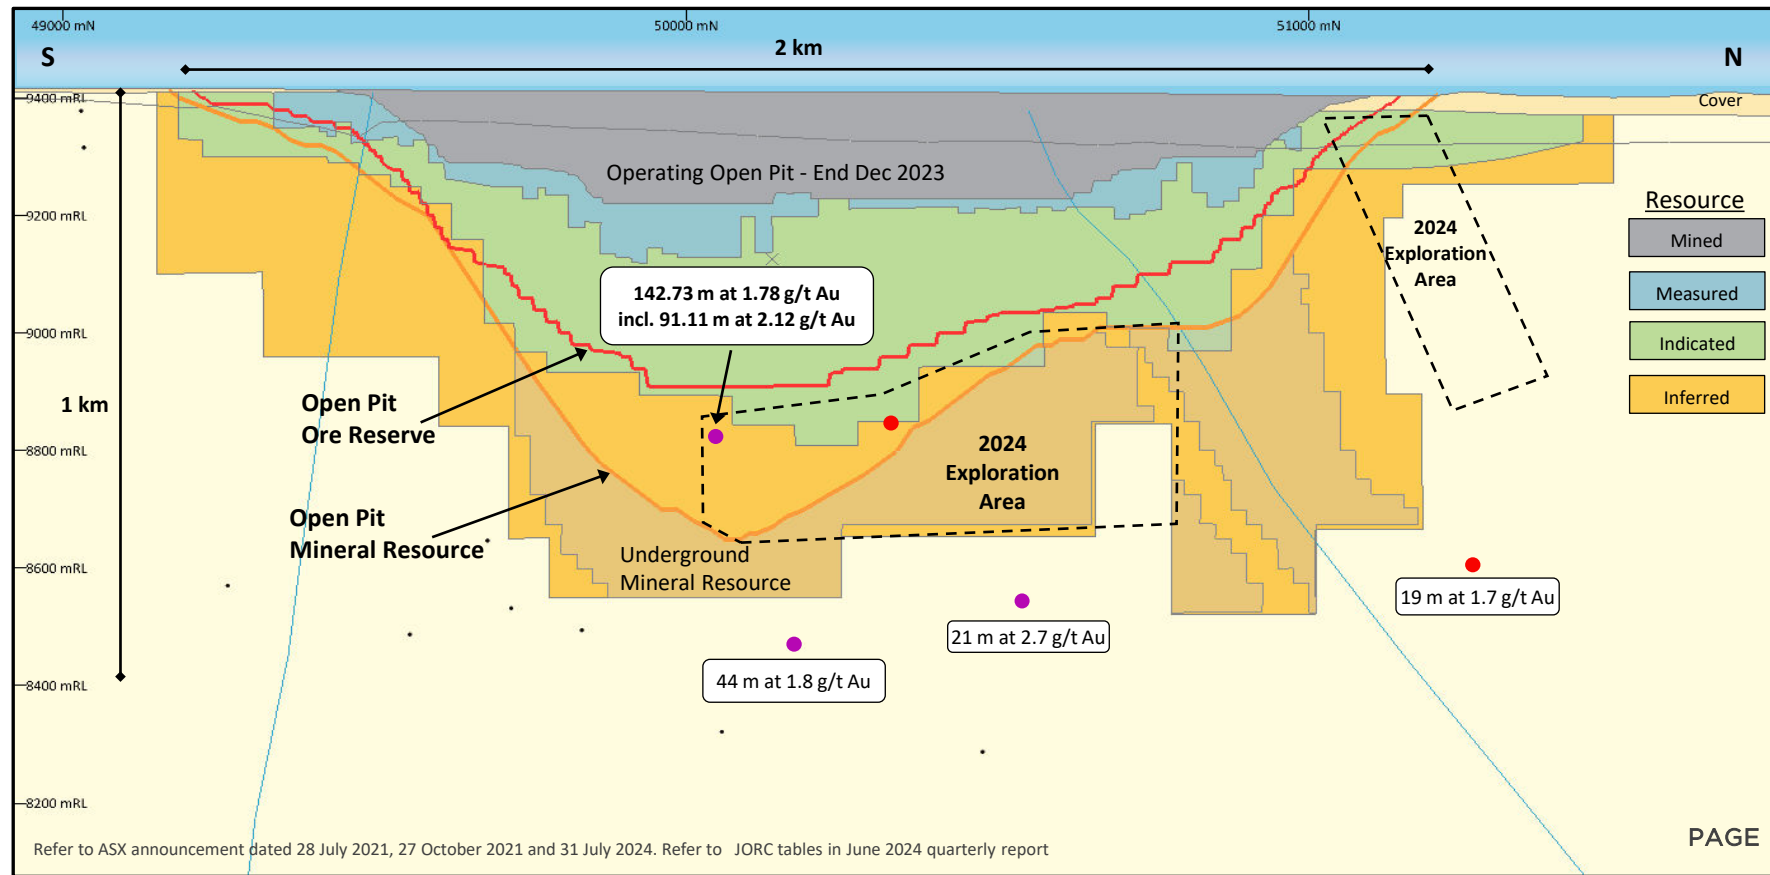 49000 mN
50000 mN
51000 mN
S
2 km
N
9400 mRL
Cover
Operating Open Pit - End Dec 2023
Resource
9200 mRL
Mined
2024
Exploration
Area
Measured
142.73 m at 1.78 g/t Au
incl. 91.11 m at 2.12 g/t Au
9000 mRL
Indicated
1 km
Open Pit
Ore Reserve
Inferred
8800 mRL
2024
Exploration
Area
Open Pit
Mineral Resource
Underground
Mineral Resource
8600 mRL
19 m at 1.7 g/t Au
21 m at 2.7 g/t Au
44 m at 1.8 g/t Au
8400 mRL
8200 mRL
Refer to ASX announcement dated 28 July 2021, 27 October 2021 and 31 July 2024. Refer to JORC tables in June 2024 quarterly report
PAGE